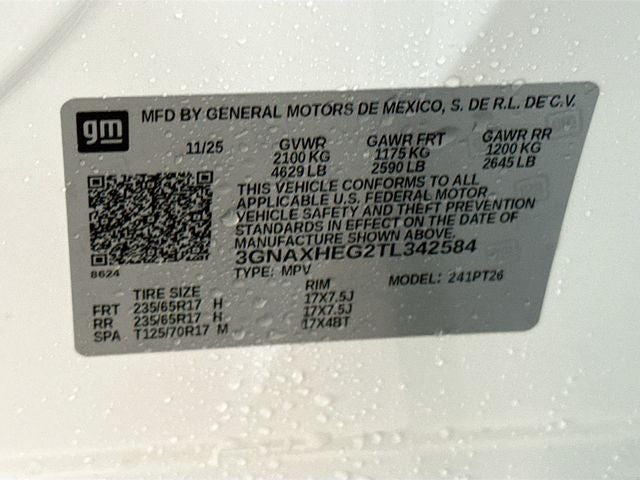 gm
MFD BY GENERAL MOTORS DE MEXICO, S. DE R.L. DE C.V.
11/25 GVWR GAWR FRT GAWR RR
2100 KG 1175 KG 1200 KG
4629 LB 2590 LB 2645 LB
THIS VEHICLE CONFORMS TO ALL
APPLICABLE U.S. FEDERAL MOTOR
VEHICLE SAFETY AND THEFT PREVENTION
STANDARDS IN EFFECT ON THE DATE OF
MANUFACTURE SHOWN ABOVE.
3GNAXHEG2TL342584
8624 TYPE: MPV MODEL: 241PT26
TIRE SIZE RIM
FRT 235/65R17 H 17X7.5J
RR 235/65R17 H 17X7.5J
SPA T125/70R17 M 17X4BT